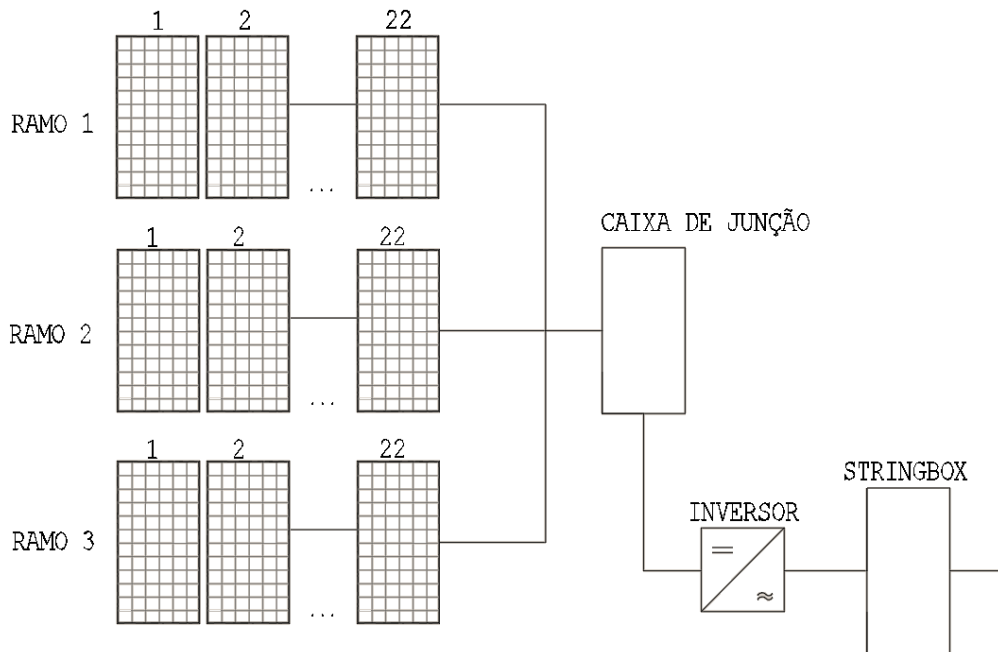 1 2 22
RAMO 1
...
CAIXA DE JUNÇÃO
1 2 22
RAMO 2
...
1 2 22
STRINGBOX
INVERSOR
RAMO 3
...